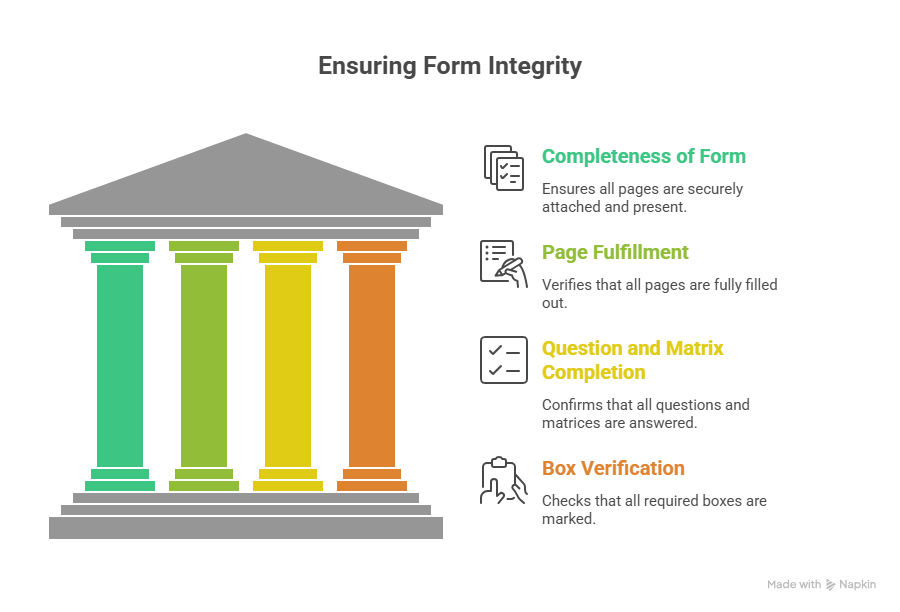 Ensuring Form Integrity
Completeness of Form
Ensures all pages are securely
attached and present.
Page Fulfillment
Verifies that all pages are fully filled
out.
Question and Matrix
Completion
Confirms that all questions and
matrices are answered.
Box Verification
Checks that all required boxes are
marked.
Made with Napkin